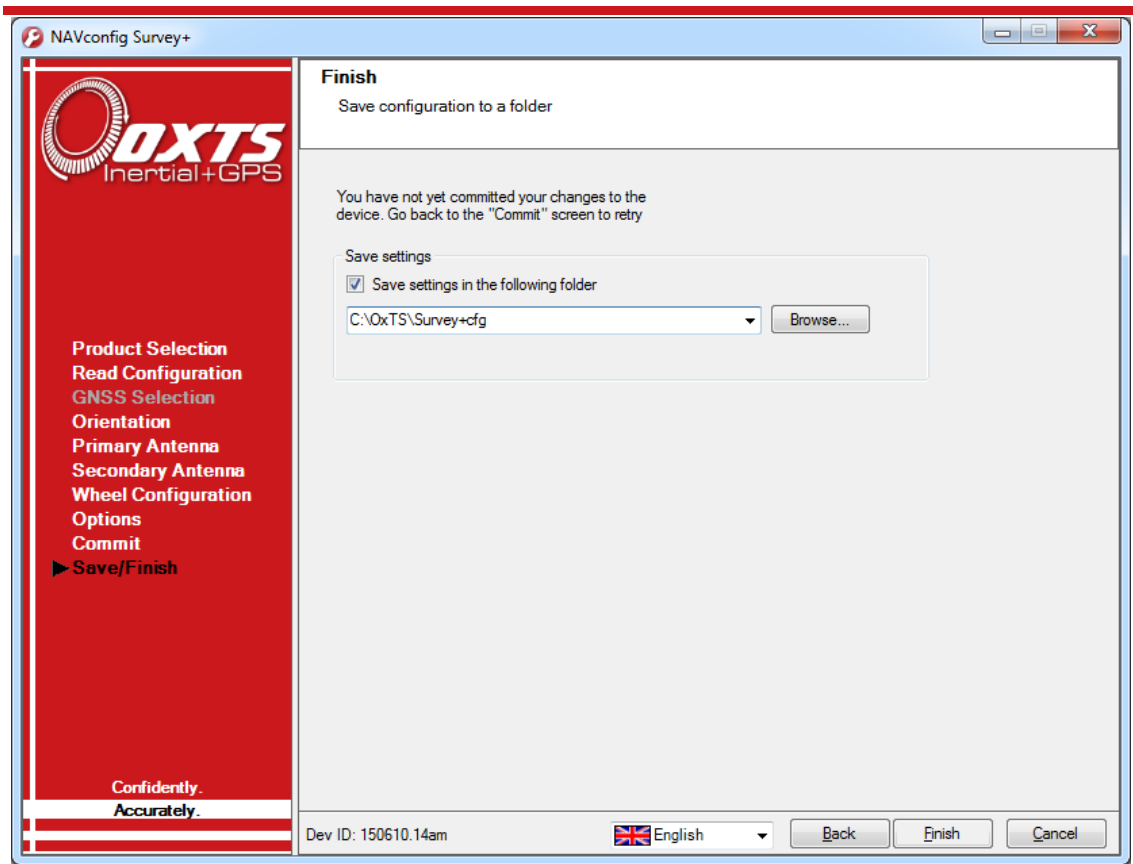 NAVconfig Survey+
OXTS
Inertial+GPS
Product Selection
Read Configuration
GNSS Selection
Orientation
Primary Antenna
Secondary Antenna
Wheel Configuration
Options
Commit
Save/Finish
Confidently.
Accurately.
Finish
Save configuration to a folder
You have not yet committed your changes to the
device. Go back to the "Commit" screen to retry
Save settings
Save settings in the following folder
C:\OxTS\Survey+cfg
Browse...
Dev ID: 150610.14am
English
Back
Finish
Cancel